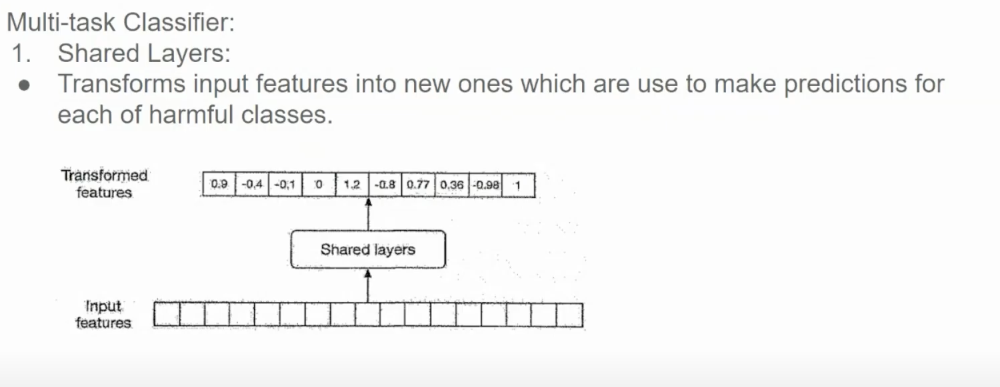 Multi-task Classifier:
1. Shared Layers:
● Transforms input features into new ones which are use to make predictions for
each of harmful classes.
Transformed
features
0.9 -0.4 -0.1 0 1.2 -0.8 0.77 0.36 -0.98 1
Shared layers
Input
features